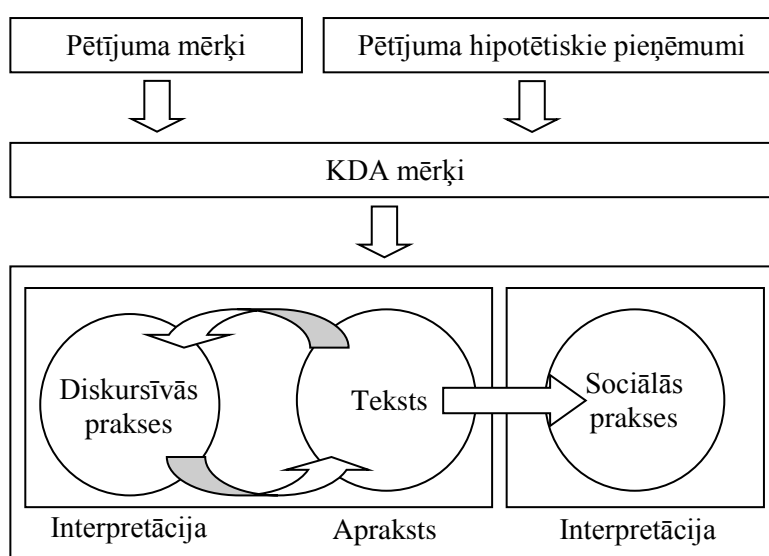 Pētījuma mērķi
Pētījuma hipotētiskie pieņēmumi
KDA mērķi
Diskursīvās
prakses
Teksts
Sociālās
prakses
Interpretācija
Apraksts
Interpretācija